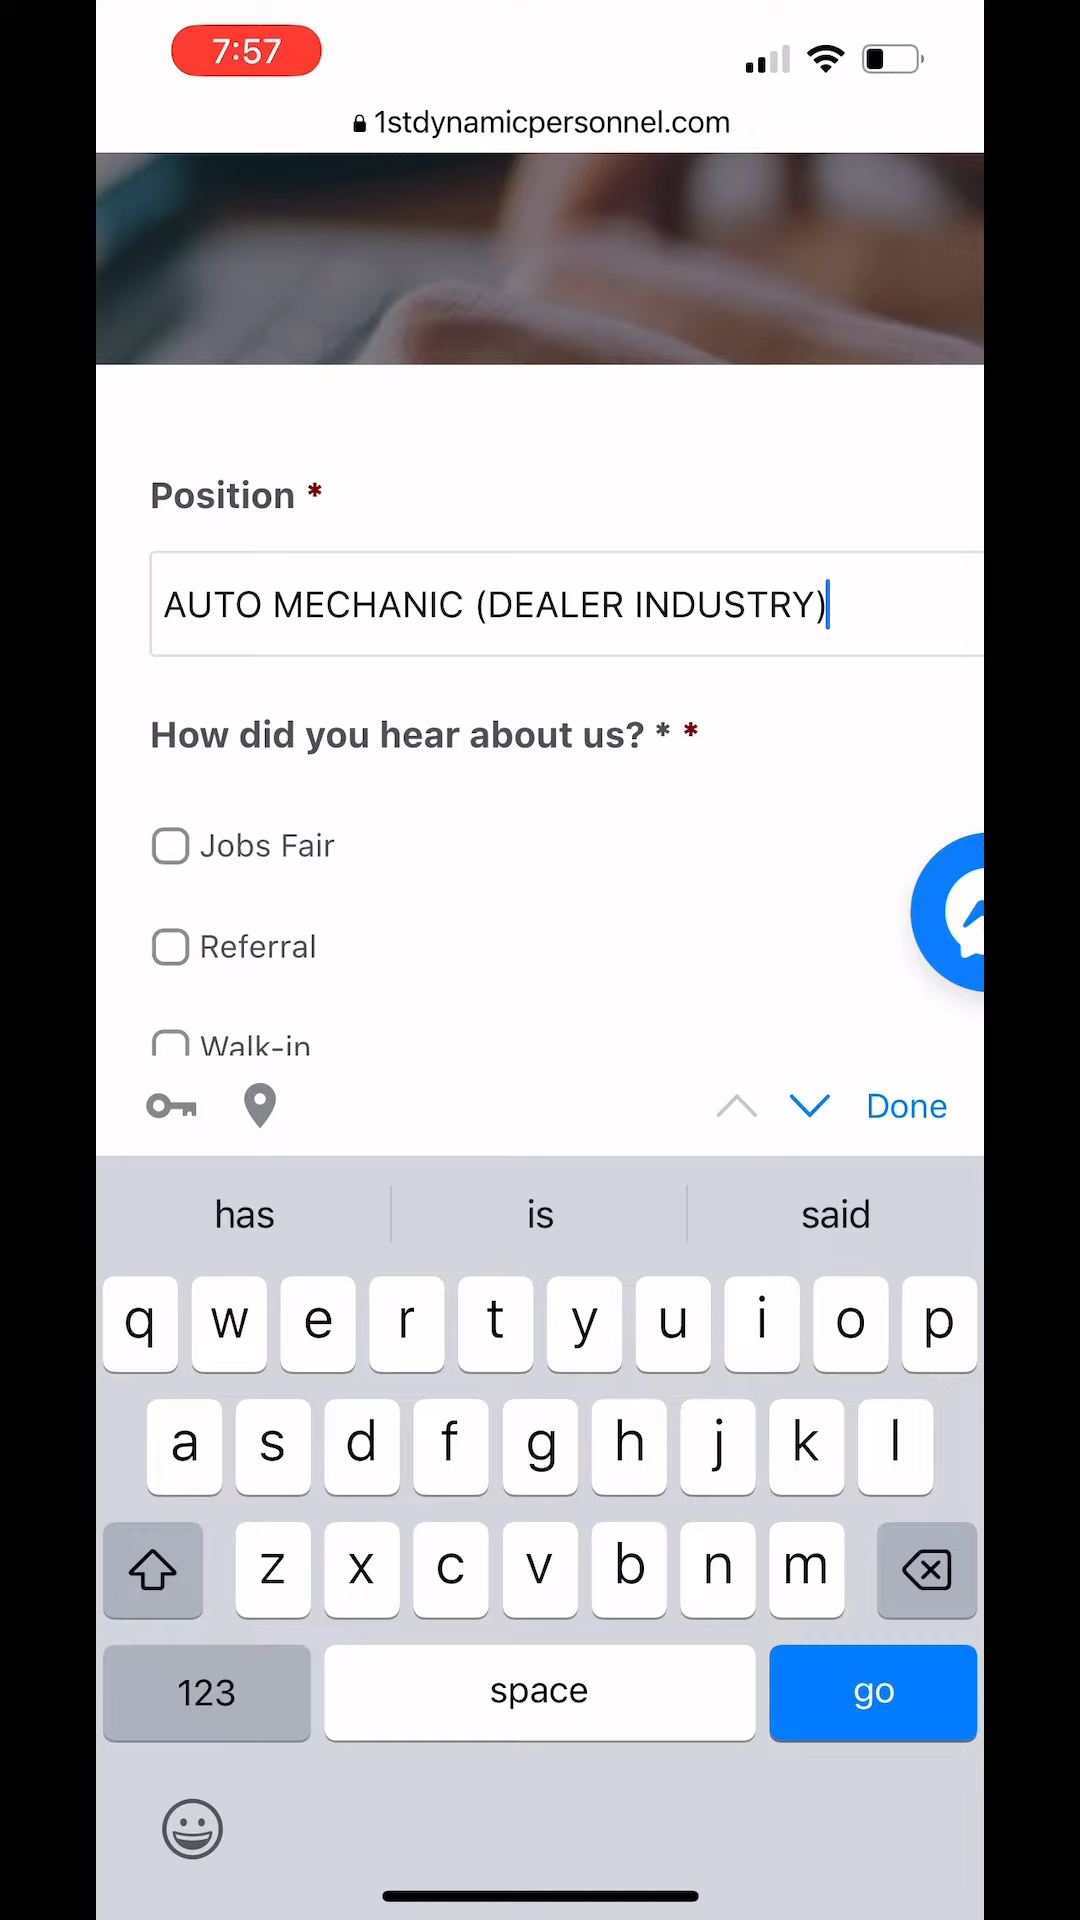 7:57
1stdynamicpersonnel.com
Position *
AUTO MECHANIC (DEALER INDUSTRY)
How did you hear about us? * *
Jobs Fair
Referral
Walk-in
Done
has is said
q w e r t y u i o p
a s d f g h j k l
z x c v b n m
123 space go